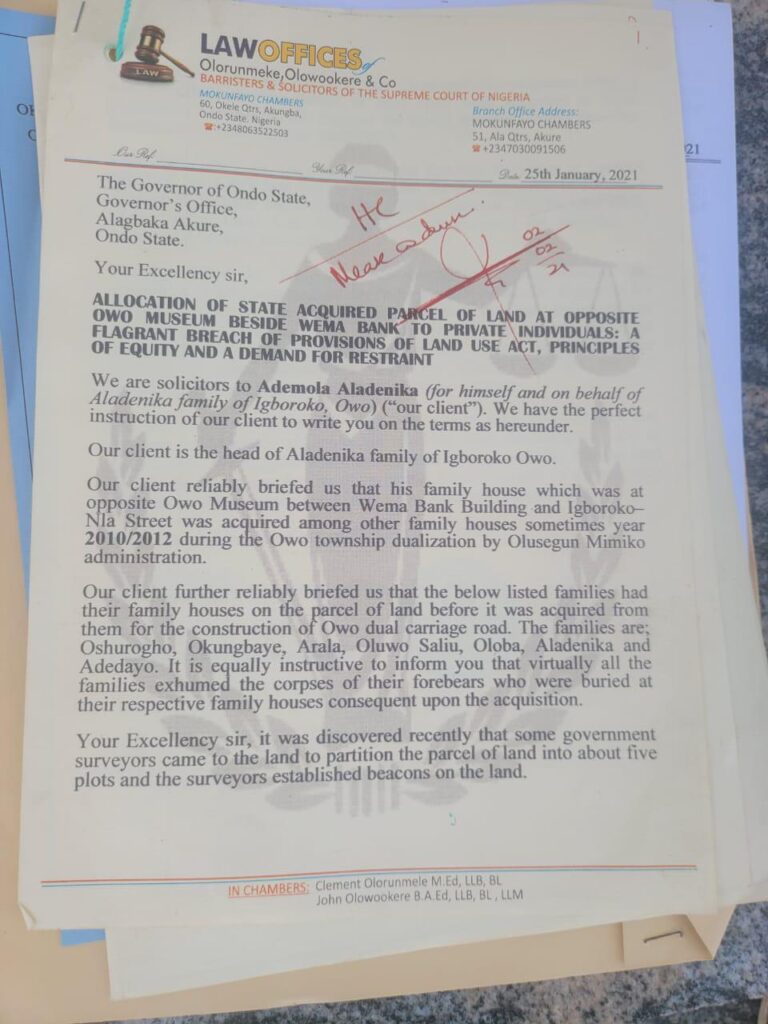 LAW OFFICES of
LAW
Olorunmeke, Olowookere & Co
BARRISTERS & SOLICITORS OF THE SUPREME COURT OF NIGERIA
MOKUNFAYO CHAMBERS
60, Okele Qtrs, Akungba,
Ondo State. Nigeria
☎:+2348063522503
Branch Office Address:
MOKUNFAYO CHAMBERS
51, Ala Qtrs, Akure
☎+2347030091506
Our Ref. Your Ref. Date 25th January, 2021
The Governor of Ondo State,
Governor's Office,
Alagbaka Akure,
Ondo State.
HC
02
02
21
Your Excellency sir,
ALLOCATION OF STATE ACQUIRED PARCEL OF LAND AT OPPOSITE
OWO MUSEUM BESIDE WEMA BANK TO PRIVATE INDIVIDUALS: A
FLAGRANT BREACH OF PROVISIONS OF LAND USE ACT, PRINCIPLES
OF EQUITY AND A DEMAND FOR RESTRAINT
We are solicitors to Ademola Aladenika (for himself and on behalf of
Aladenika family of Igboroko, Owo) ("our client"). We have the perfect
instruction of our client to write you on the terms as hereunder.
Our client is the head of Aladenika family of Igboroko Owo.
Our client reliably briefed us that his family house which was at
opposite Owo Museum between Wema Bank Building and Igboroko–
Nla Street was acquired among other family houses sometimes year
2010/2012 during the Owo township dualization by Olusegun Mimiko
administration.
Our client further reliably briefed us that the below listed families had
their family houses on the parcel of land before it was acquired from
them for the construction of Owo dual carriage road. The families are;
Oshurogho, Okungbaye, Arala, Oluwo Saliu, Oloba, Aladenika and
Adedayo. It is equally instructive to inform you that virtually all the
families exhumed the corpses of their forebears who were buried at
their respective family houses consequent upon the acquisition.
Your Excellency sir, it was discovered recently that some government
surveyors came to the land to partition the parcel of land into about five
plots and the surveyors established beacons on the land.
IN CHAMBERS: Clement Olorunmele M.Ed, LLB, BL
John Olowookere B.A.Ed, LLB, BL , LLM
21